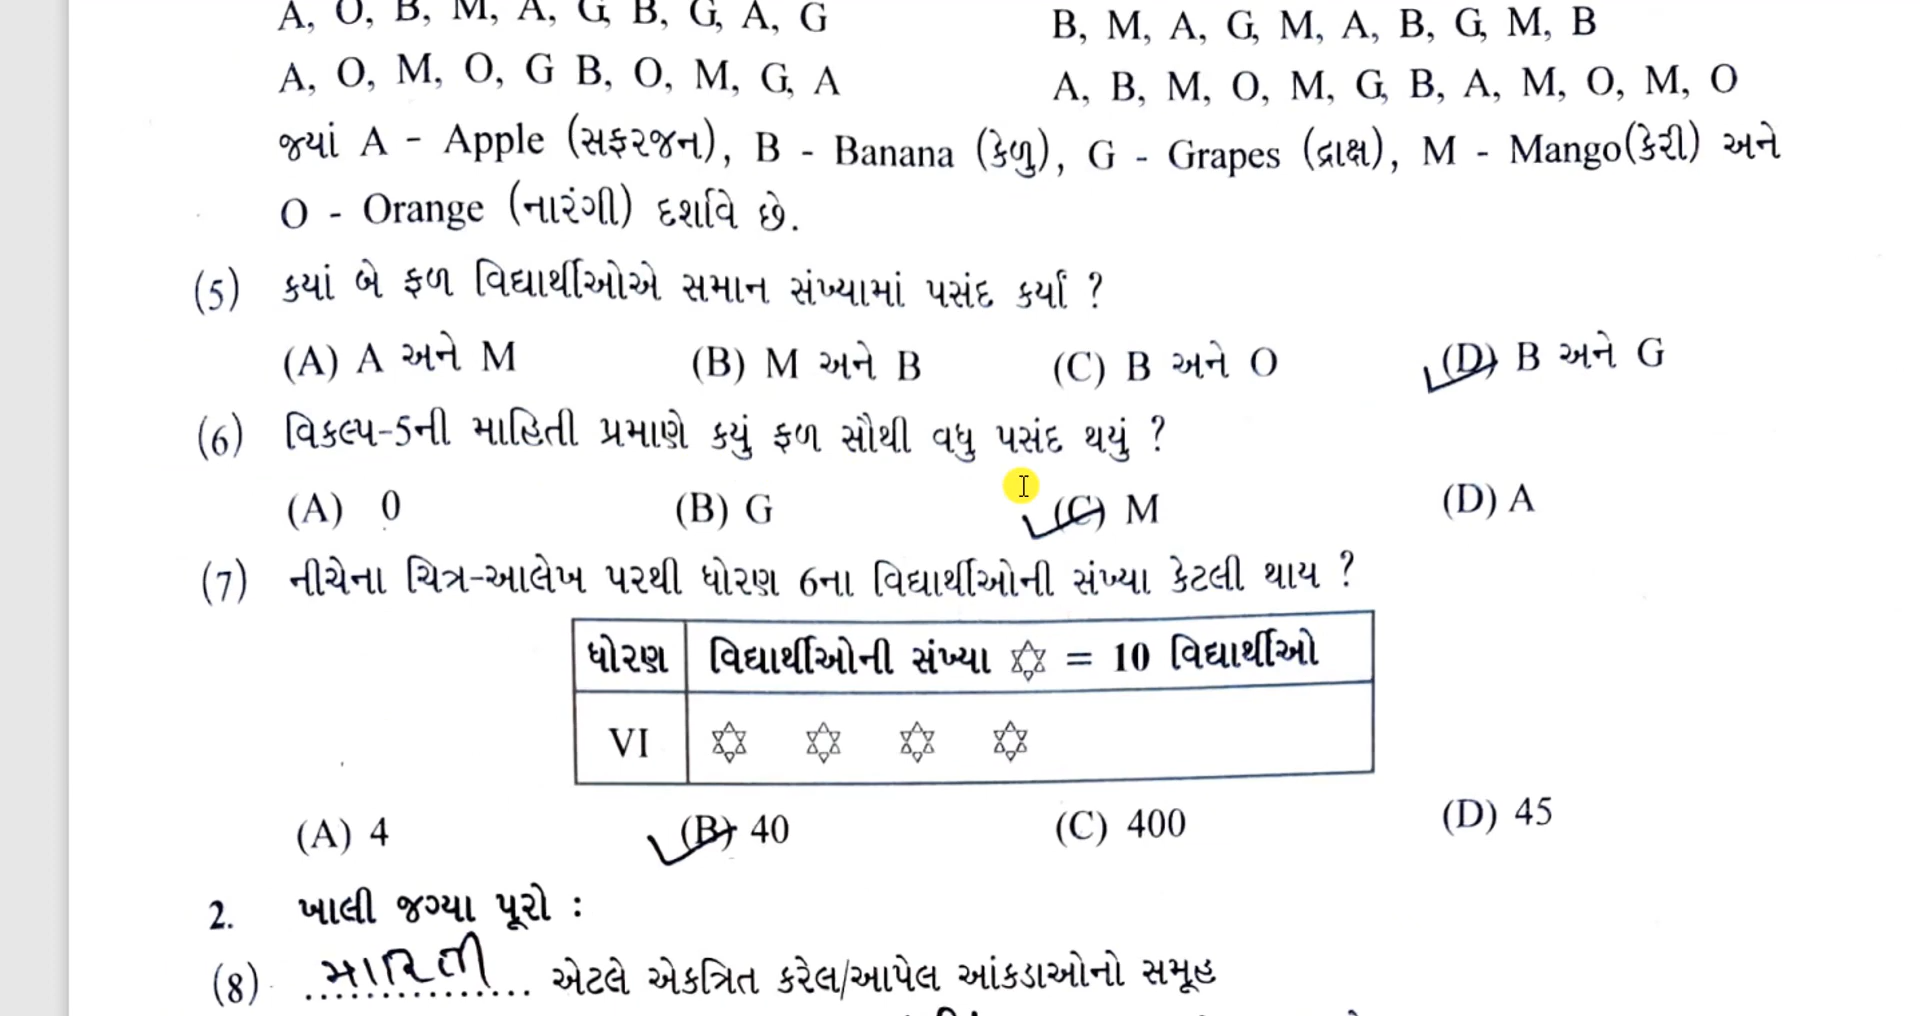 A, O, B, M, A, G, B, G, A, G B, M, A, G, M, A, B, G, M, B
A, O, M, O, G B, O, M, G, A A, B, M, O, M, G, B, A, M, O, M, O
જ્યાં A - Apple (સફરજન), B - Banana (કેળુ), G - Grapes (દ્રાક્ષ), M - Mango(કેરી) અને
O - Orange (નારંગી) દર્શાવે છે.
(5) કયાં બે ફળ વિદ્યાર્થીઓએ સમાન સંખ્યામાં પસંદ કર્યાં ?
(A) A અને M (B) M અને B (C) B અને O (D) B અને G
(6) વિકલ્પ-5ની માહિતી પ્રમાણે કયું ફળ સૌથી વધુ પસંદ થયું ?
(A) 0 (B) G (C) M (D) A
(7) નીચેના ચિત્ર-આલેખ પરથી ધોરણ 6ના વિદ્યાર્થીઓની સંખ્યા કેટલી થાય ?
ધોરણ વિદ્યાર્થીઓની સંખ્યા = 10 વિદ્યાર્થીઓ
VI
(A) 4 (B) 40 (C) 400 (D) 45
2. ખાલી જગ્યા પૂરો :
(8) માહિતી એટલે એકત્રિત કરેલ/આપેલ આંકડાઓનો સમૂહ